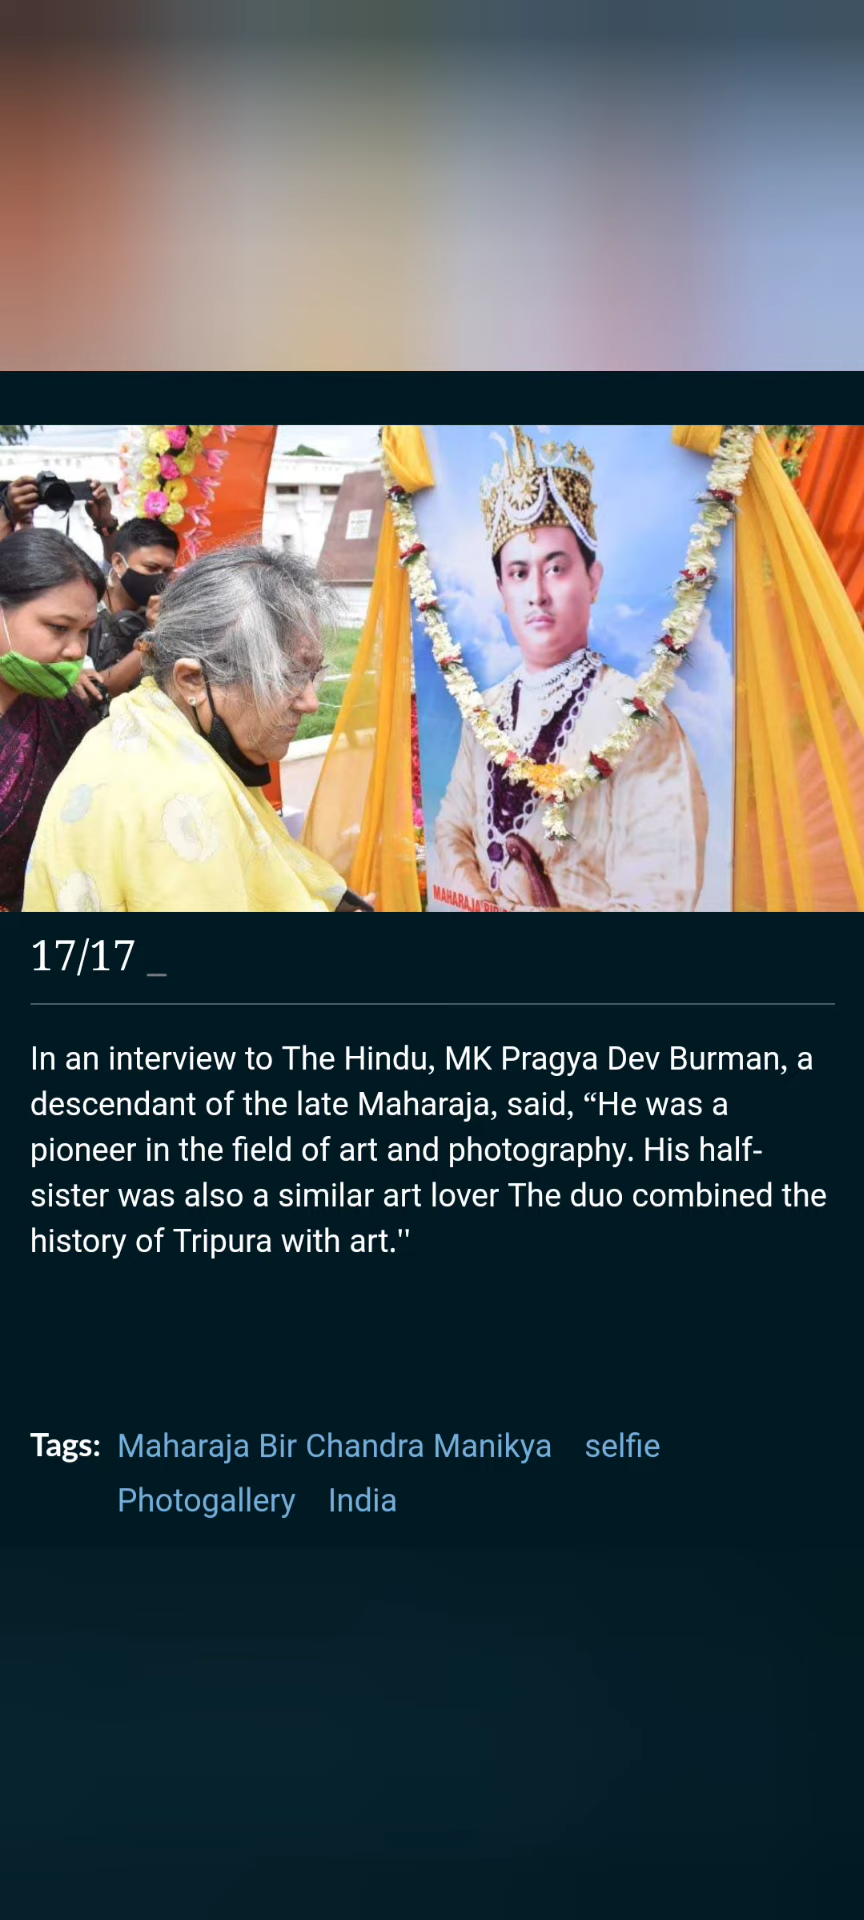 MAHARAJA BIR
17/17 _
In an interview to The Hindu, MK Pragya Dev Burman, a
descendant of the late Maharaja, said, “He was a
pioneer in the field of art and photography. His half-
sister was also a similar art lover The duo combined the
history of Tripura with art.''
Tags: Maharaja Bir Chandra Manikya selfie
Photogallery India